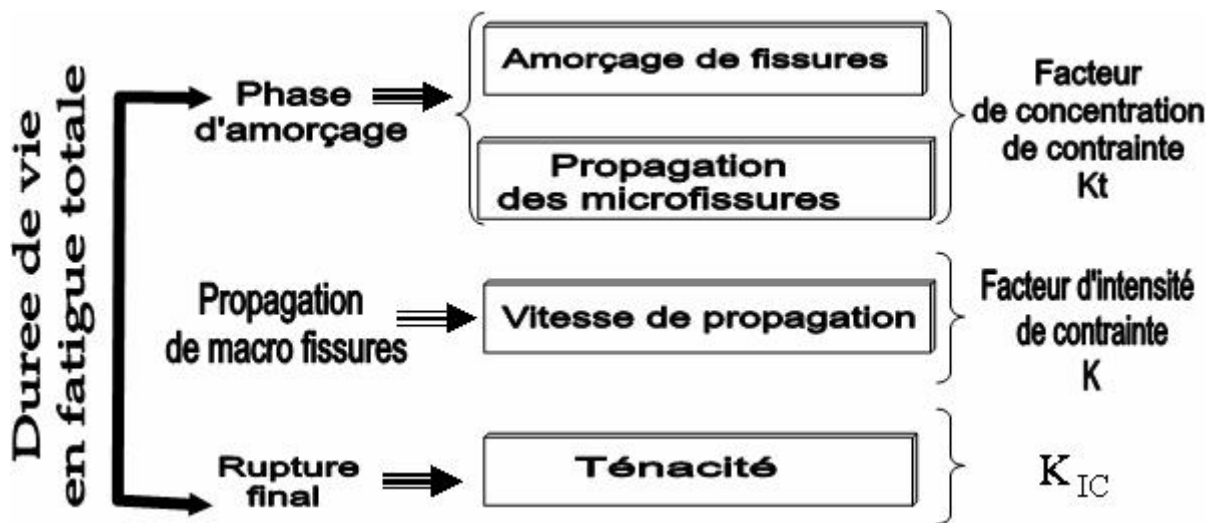 Duree de vie
en fatigue totale
Phase
d'amorçage
Amorçage de fissures
Propagation
des microfissures
Facteur
de concentration
de contrainte
Kt
Propagation
de macro fissures
Vitesse de propagation
Facteur d'intensité
de contrainte
K
Rupture
final
Ténacité
K IC